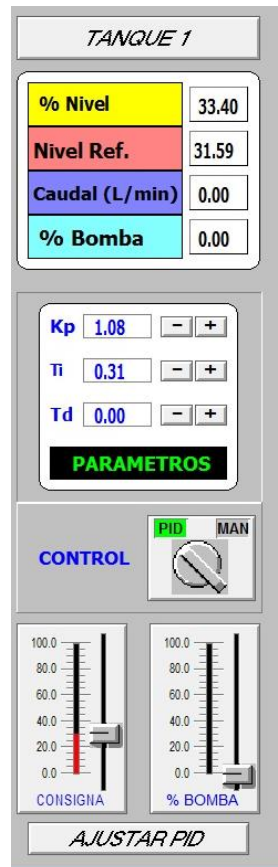 TANQUE 1
% Nivel 33.40
Nivel Ref. 31.59
Caudal (L/min) 0.00
% Bomba 0.00
Kp 1.08 - +
Ti 0.31 - +
Td 0.00 - +
PARAMETROS
PID MAN
CONTROL
100.0 100.0
80.0 80.0
60.0 60.0
40.0 40.0
20.0 20.0
0.0 0.0
CONSIGNA % BOMBA
AJUSTAR PID